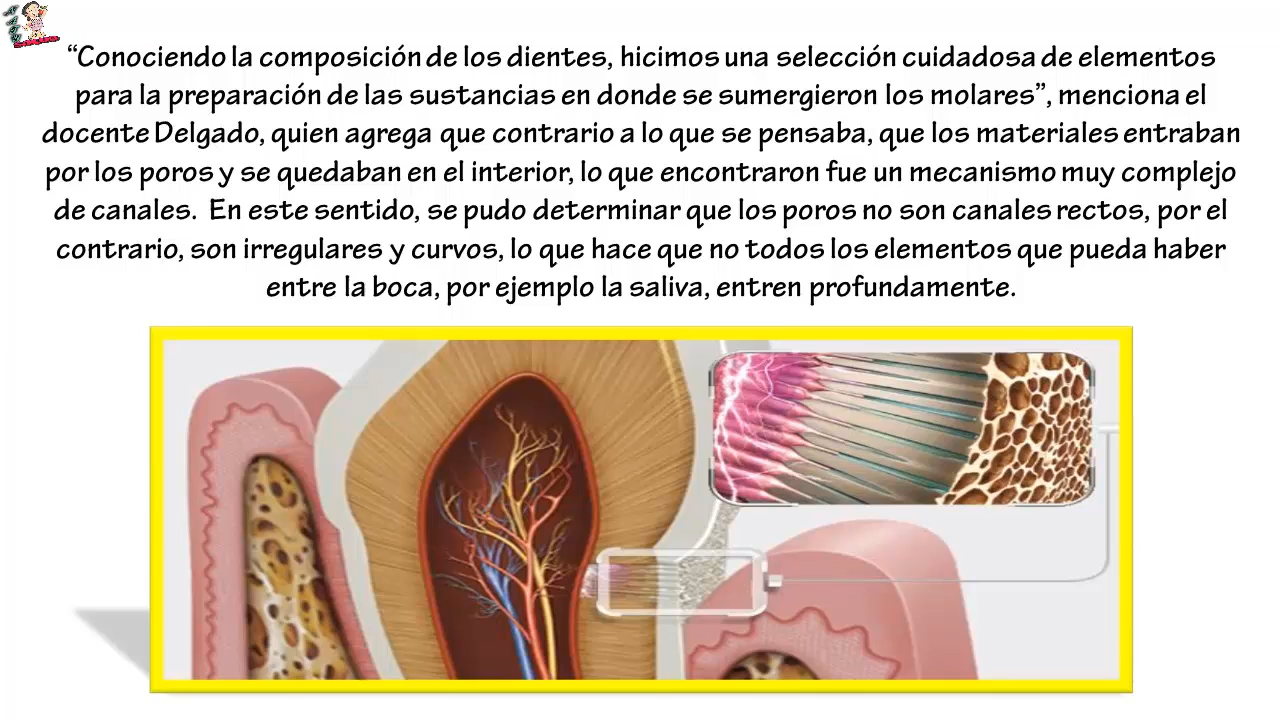 “Conociendo la composición de los dientes, hicimos una selección cuidadosa de elementos
para la preparación de las sustancias en donde se sumergieron los molares”, menciona el
docente Delgado, quien agrega que contrario a lo que se pensaba, que los materiales entraban
por los poros y se quedaban en el interior, lo que encontraron fue un mecanismo muy complejo
de canales.  En este sentido, se pudo determinar que los poros no son canales rectos, por el
contrario, son irregulares y curvos, lo que hace que no todos los elementos que pueda haber
entre la boca, por ejemplo la saliva, entren profundamente.